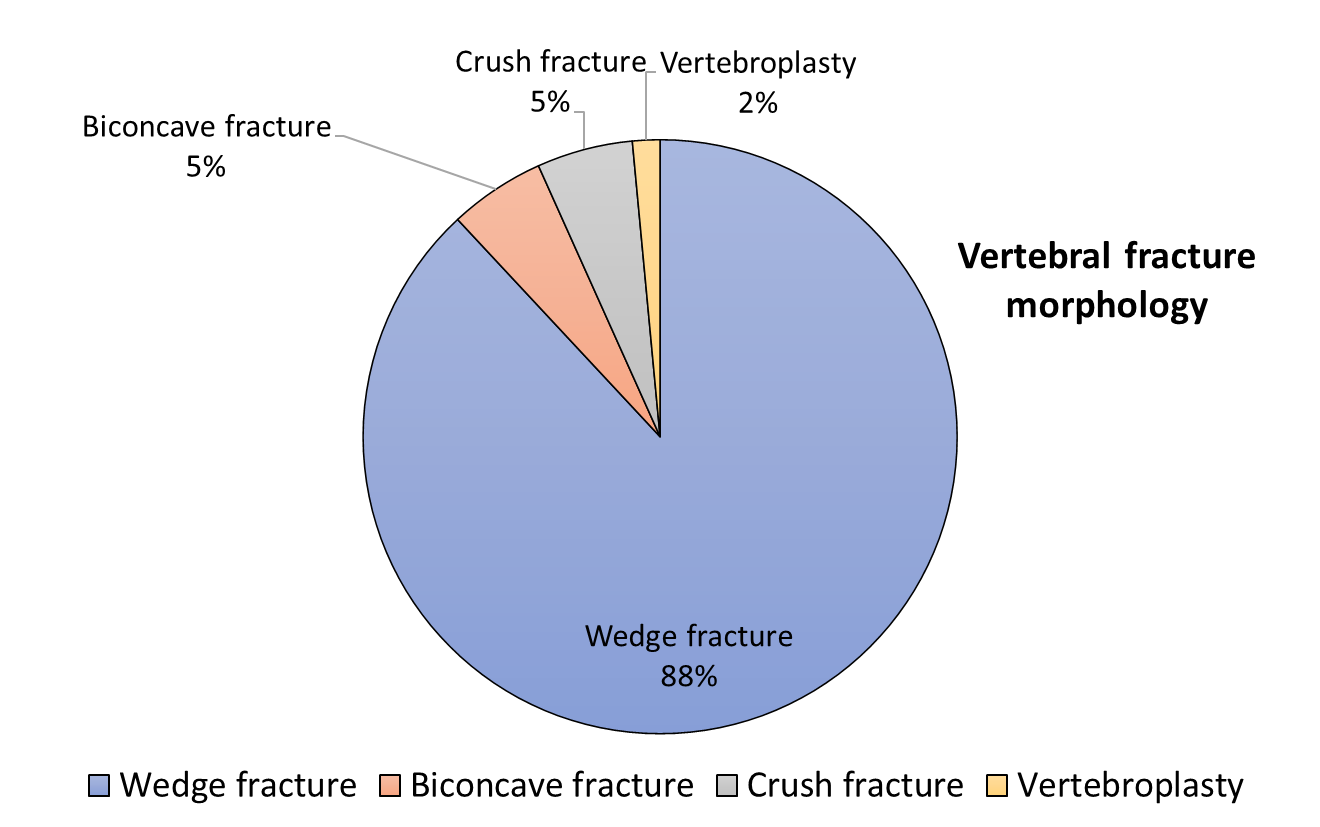 Crush fracture
5%
Vertebroplasty
2%
Biconcave fracture
5%
Vertebral fracture
morphology
Wedge fracture
88%
Wedge fracture
Biconcave fracture
Crush fracture
Vertebroplasty